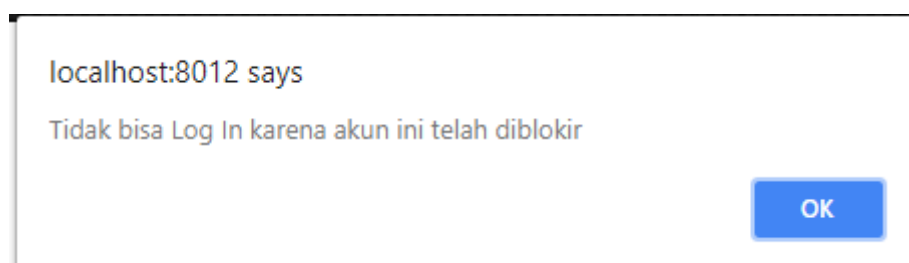 localhost:8012 says
Tidak bisa Log In karena akun ini telah diblokir
OK